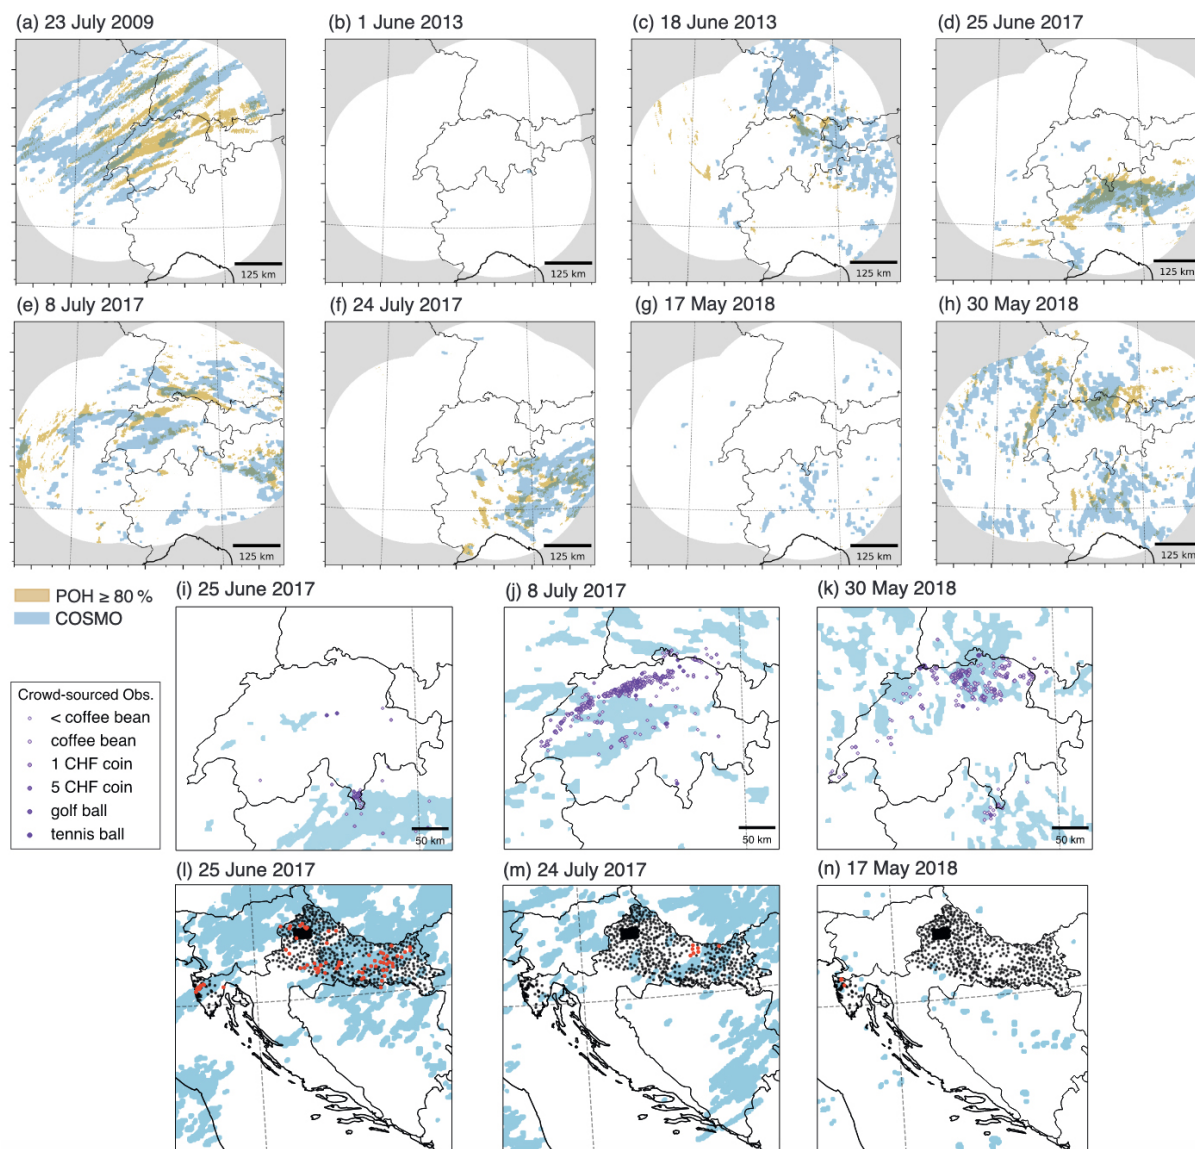 (a) 23 July 2009
(b) 1 June 2013
(c) 18 June 2013
(d) 25 June 2017
125 km
125 km
125 km
125 km
(e) 8 July 2017
(f) 24 July 2017
(g) 17 May 2018
(h) 30 May 2018
125 km
125 km
125 km
125 km
POH ≥ 80 %
COSMO
(i) 25 June 2017
(j) 8 July 2017
(k) 30 May 2018
Crowd-sourced Obs.
< coffee bean
coffee bean
1 CHF coin
5 CHF coin
golf ball
tennis ball
50 km
50 km
50 km
(l) 25 June 2017
(m) 24 July 2017
(n) 17 May 2018